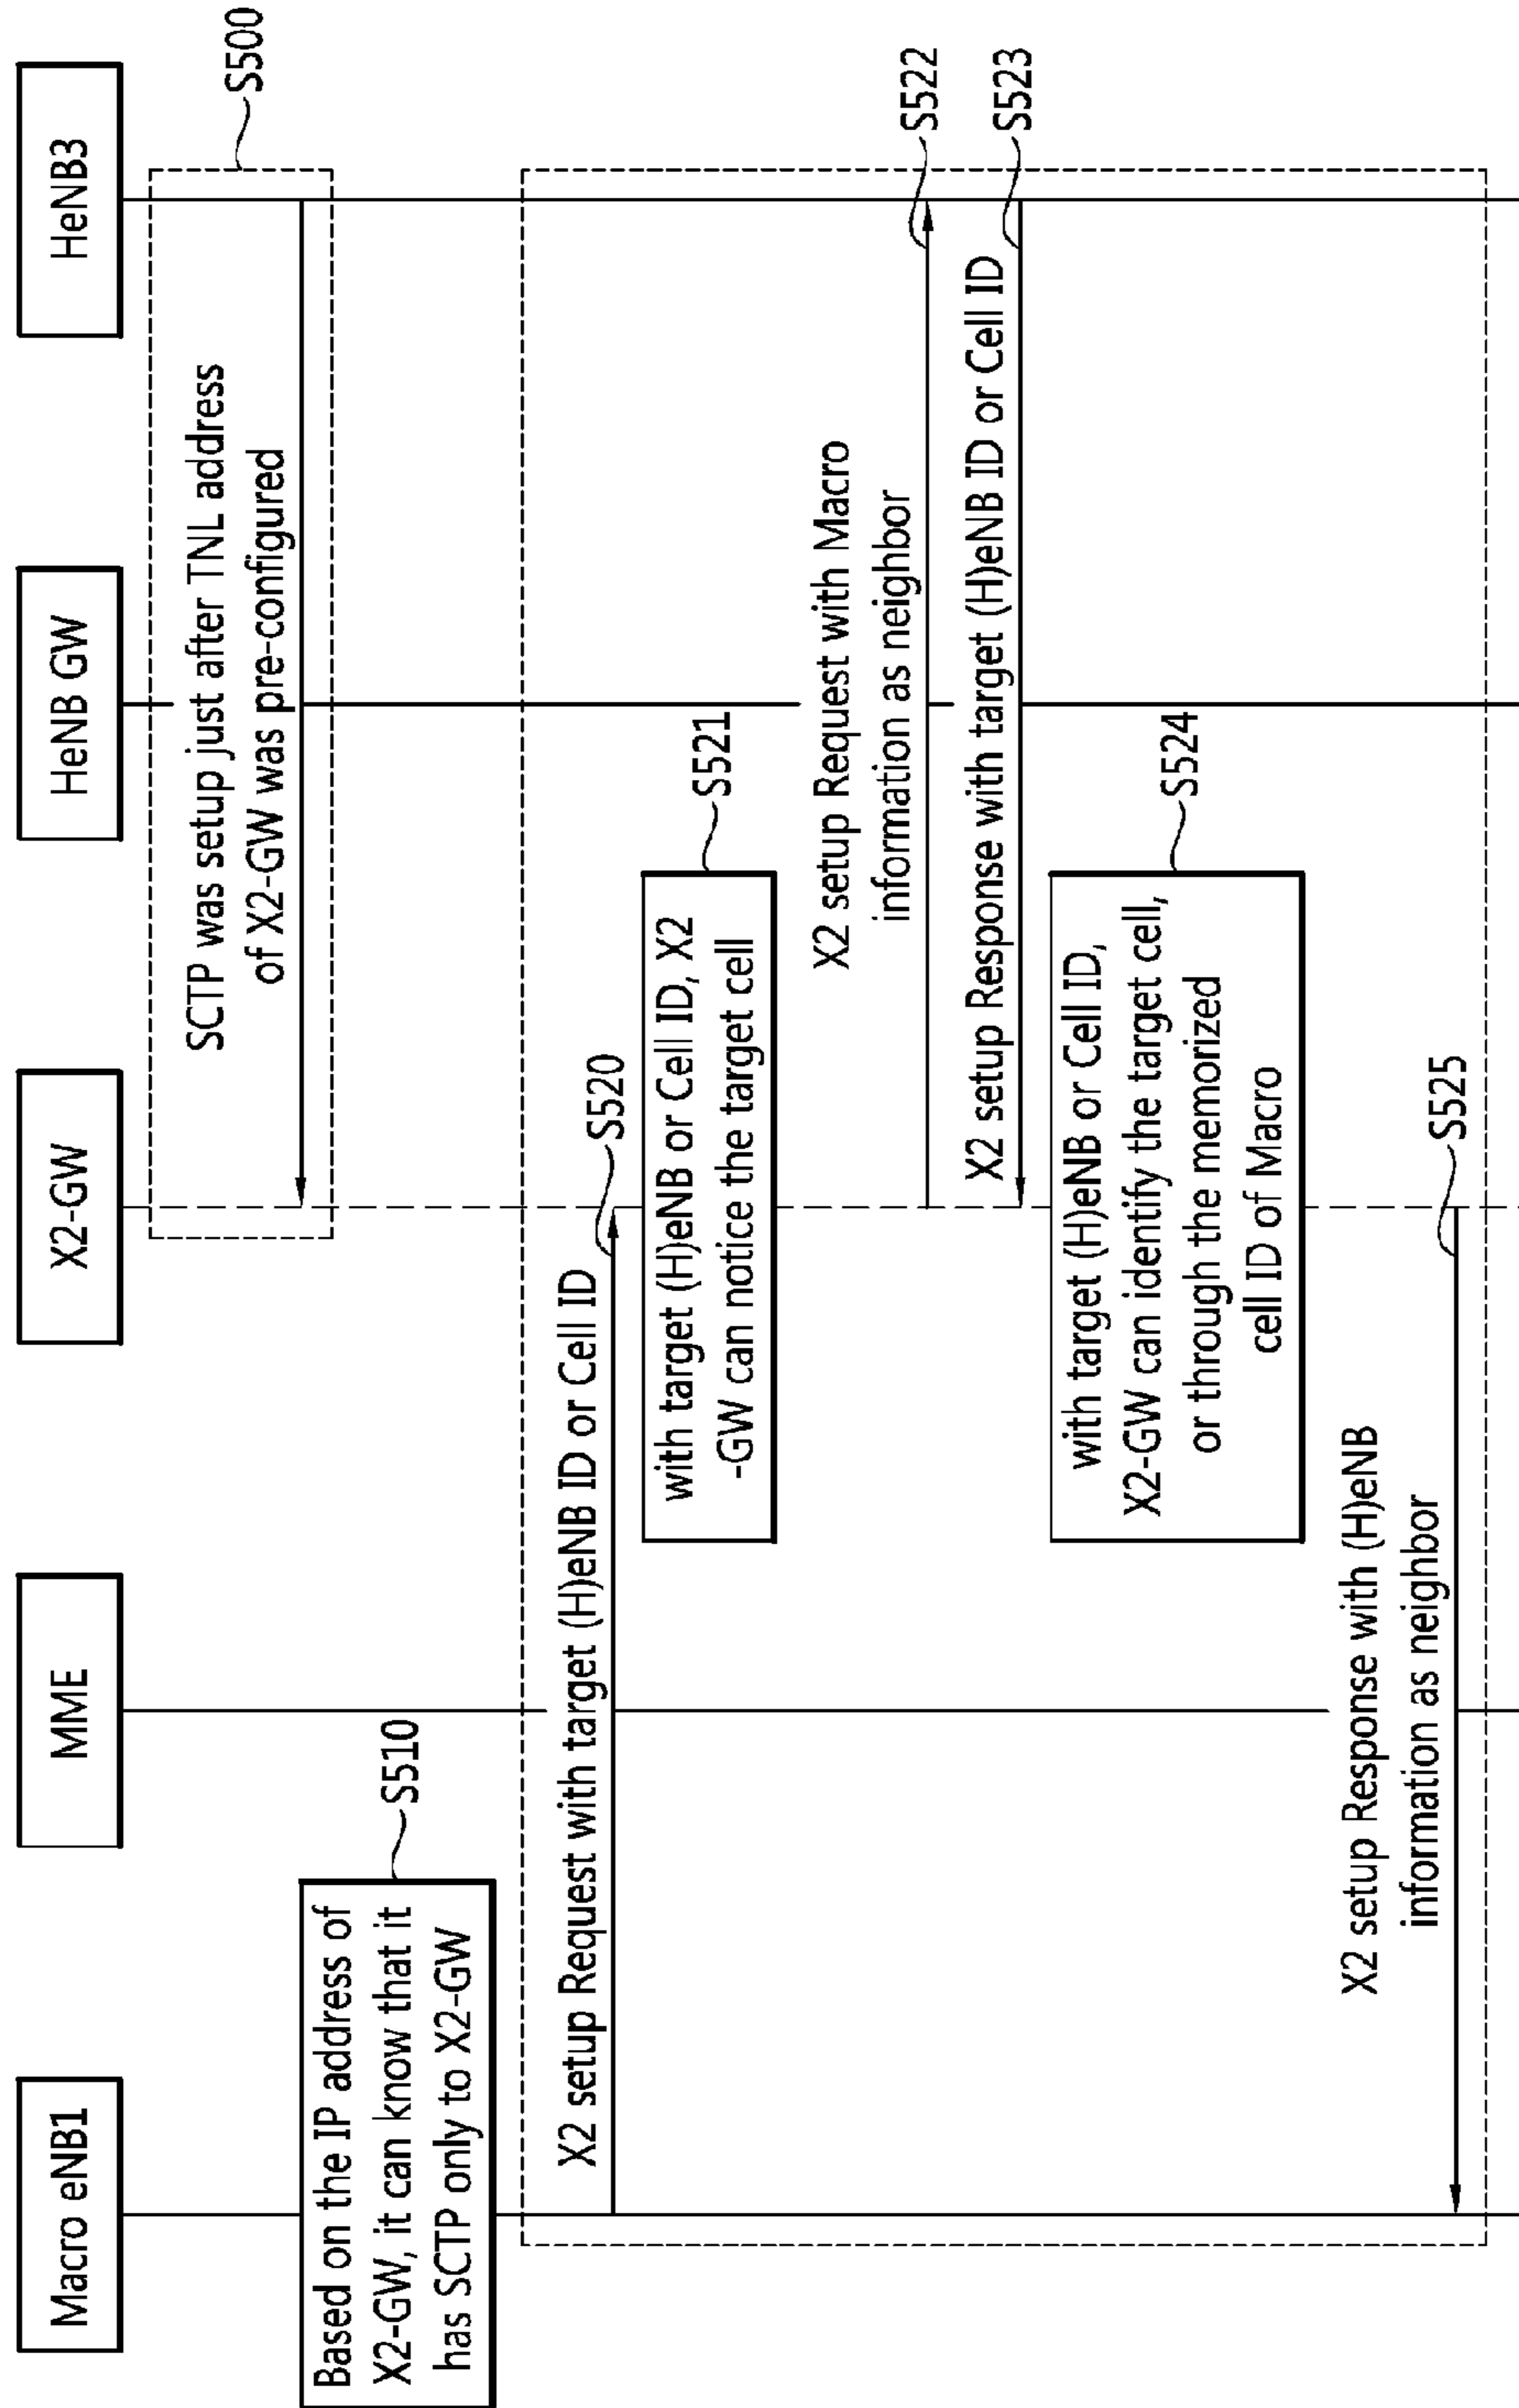 Macro eNB1
MME
X2-GW
HeNB GW
HeNB3
SCTP was setup just after TNL address
of X2-GW was pre-configured
S500
Based on the IP address of
X2-GW, it can know that it
has SCTP only to X2-GW
S510
X2 setup Request with target (H)eNB ID or Cell ID
S520
with target (H)eNB or Cell ID, X2
-GW can notice the target cell
S521
X2 setup Request with Macro
information as neighbor
S522
X2 setup Response with target (H)eNB ID or Cell ID
S523
with target (H)eNB or Cell ID,
X2-GW can identify the target cell,
or through the memorized
cell ID of Macro
S524
X2 setup Response with (H)eNB
information as neighbor
S525